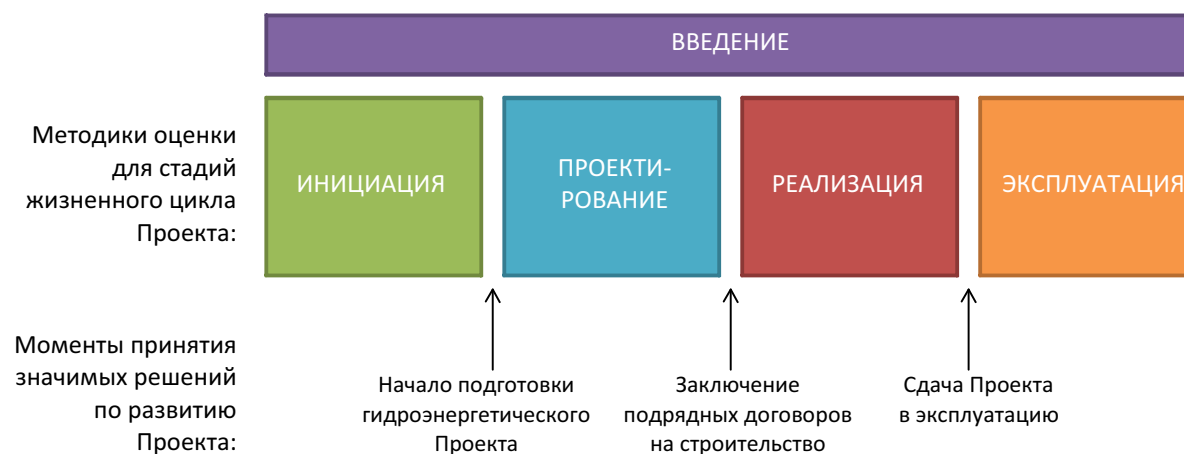 ВВЕДЕНИЕ
Методики оценки
для стадий
жизненного цикла
Проекта:
ИНИЦИАЦИЯ
ПРОЕКТИ-
РОВАНИЕ
РЕАЛИЗАЦИЯ
ЭКСПЛУАТАЦИЯ
Моменты принятия
значимых решений
по развитию
Проекта:
Начало подготовки
гидроэнергетического
Проекта
Заключение
подрядных договоров
на строительство
Сдача Проекта
в эксплуатацию